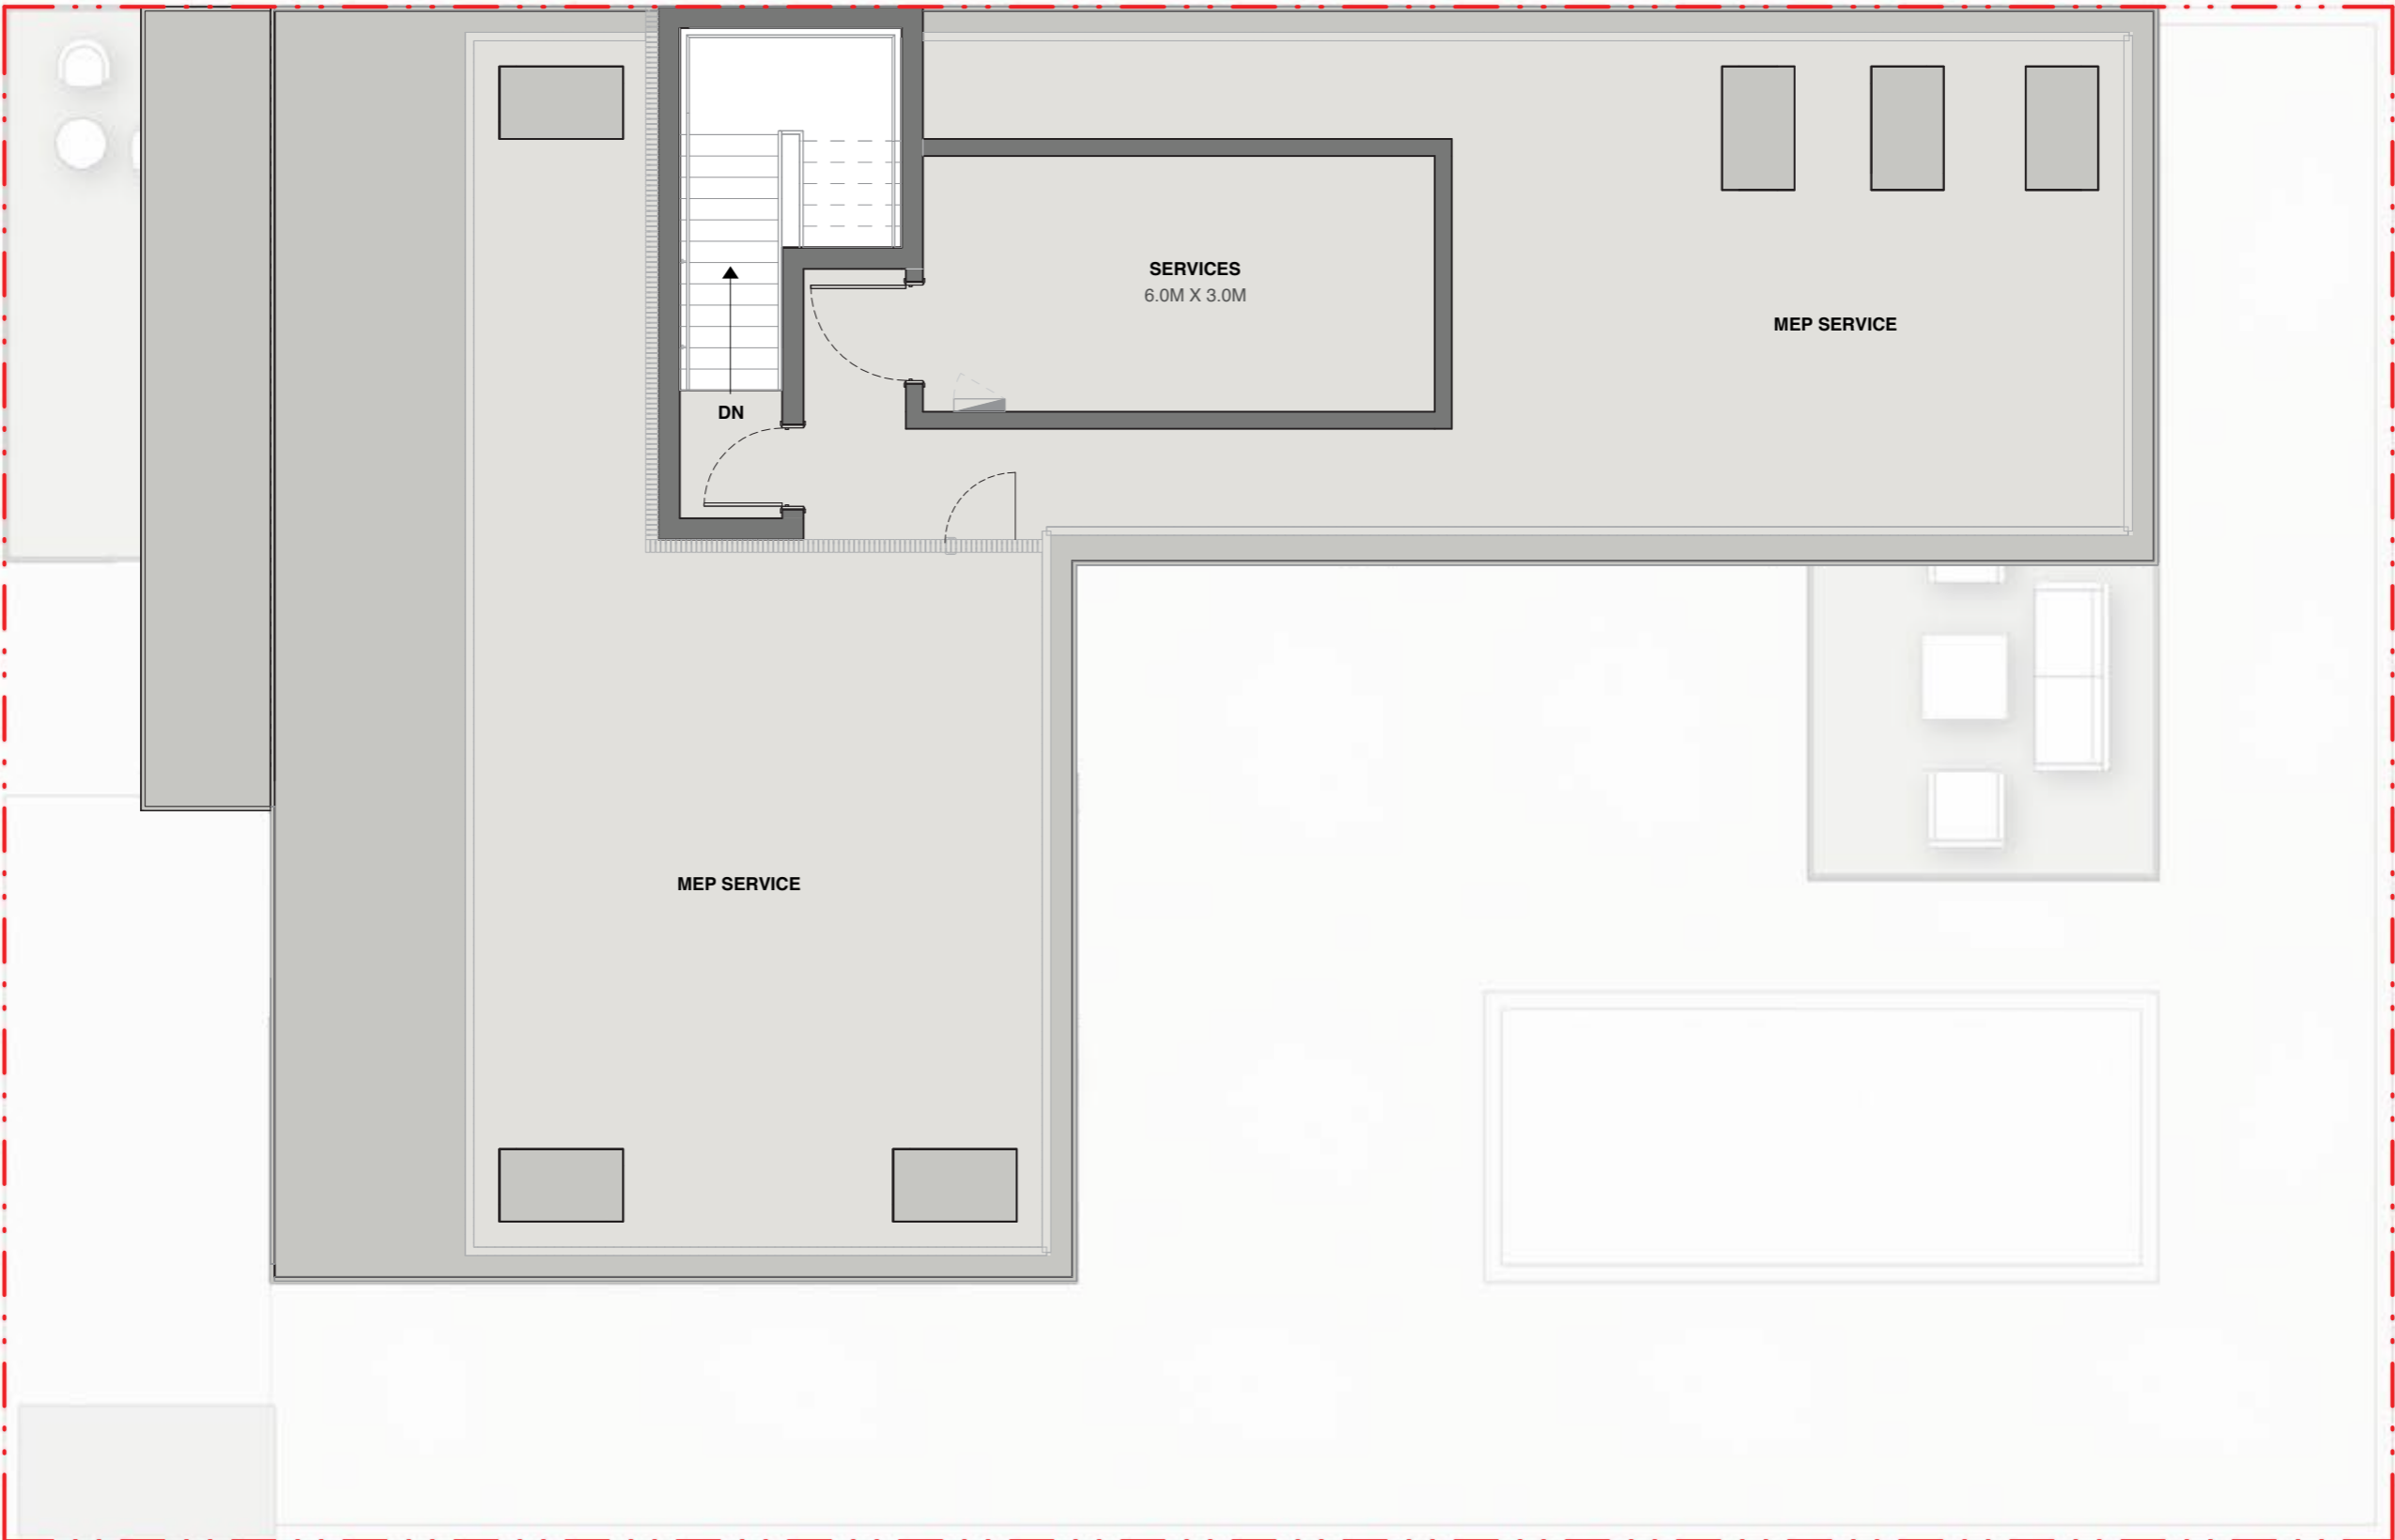 SERVICES
6.0M X 3.0M
MEP SERVICE
DN
MEP SERVICE